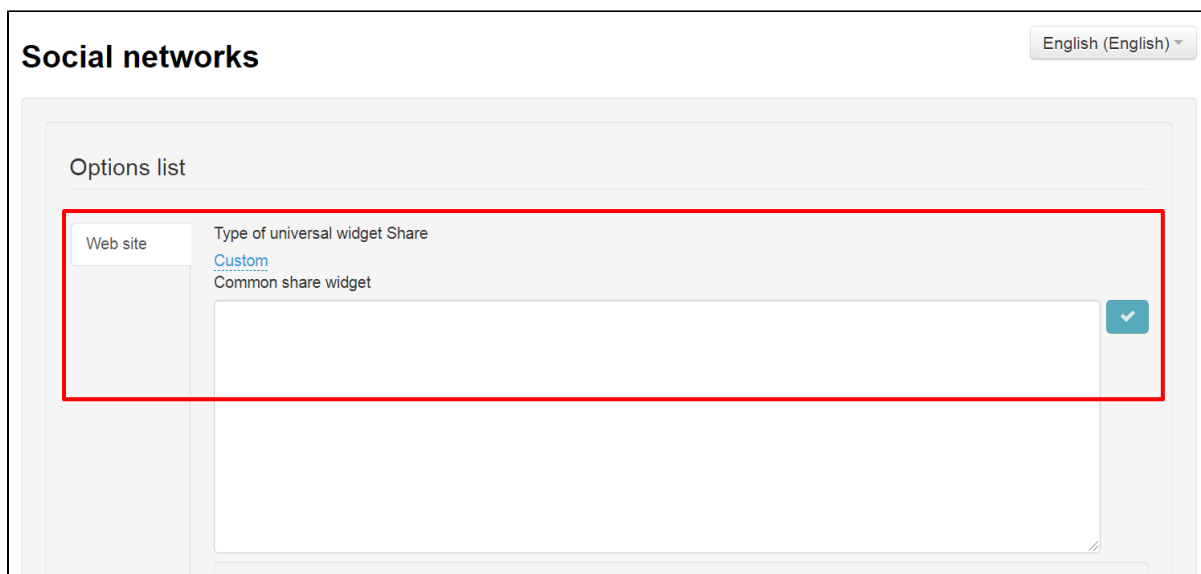 Social networks
English (English)
Options list
Web site
Type of universal widget Share
Custom
Common share widget